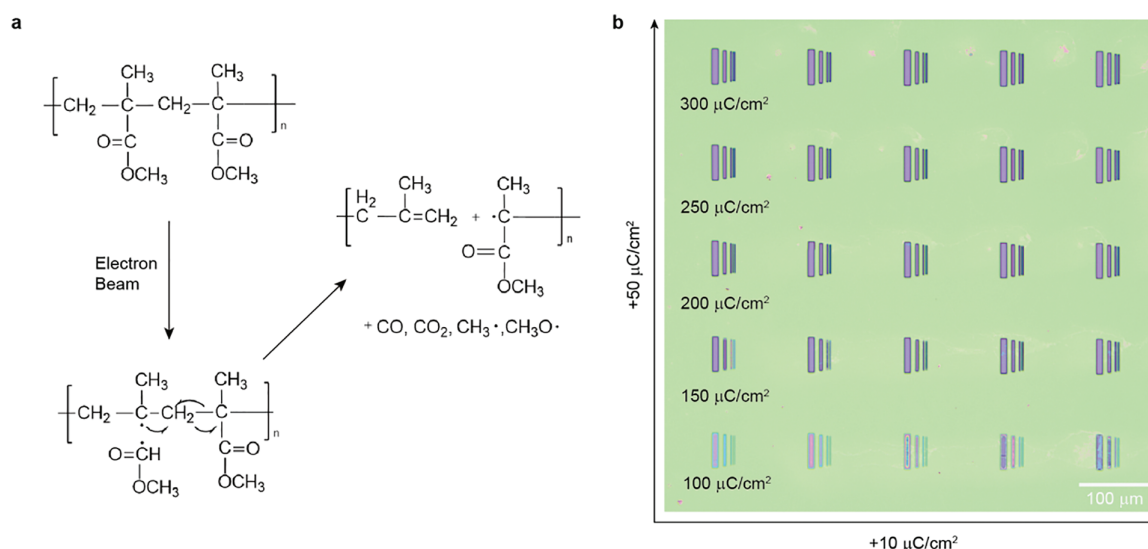 a
CH₃ CH₃
CH₂ C CH₂ C n
O=C C=O
OCH₃ OCH₃
Electron
Beam
CH₃ CH₃
CH₂ C· CH₂ C n
O=ĊH C=O
OCH₃ OCH₃
H₂ CH₃ CH₃
C C=CH₂ + ·C n
O=C
OCH₃
+ CO, CO₂, CH₃·,CH₃O·
b
300 μC/cm²
250 μC/cm²
200 μC/cm²
150 μC/cm²
100 μC/cm²
100 μm
+50 μC/cm²
+10 μC/cm²